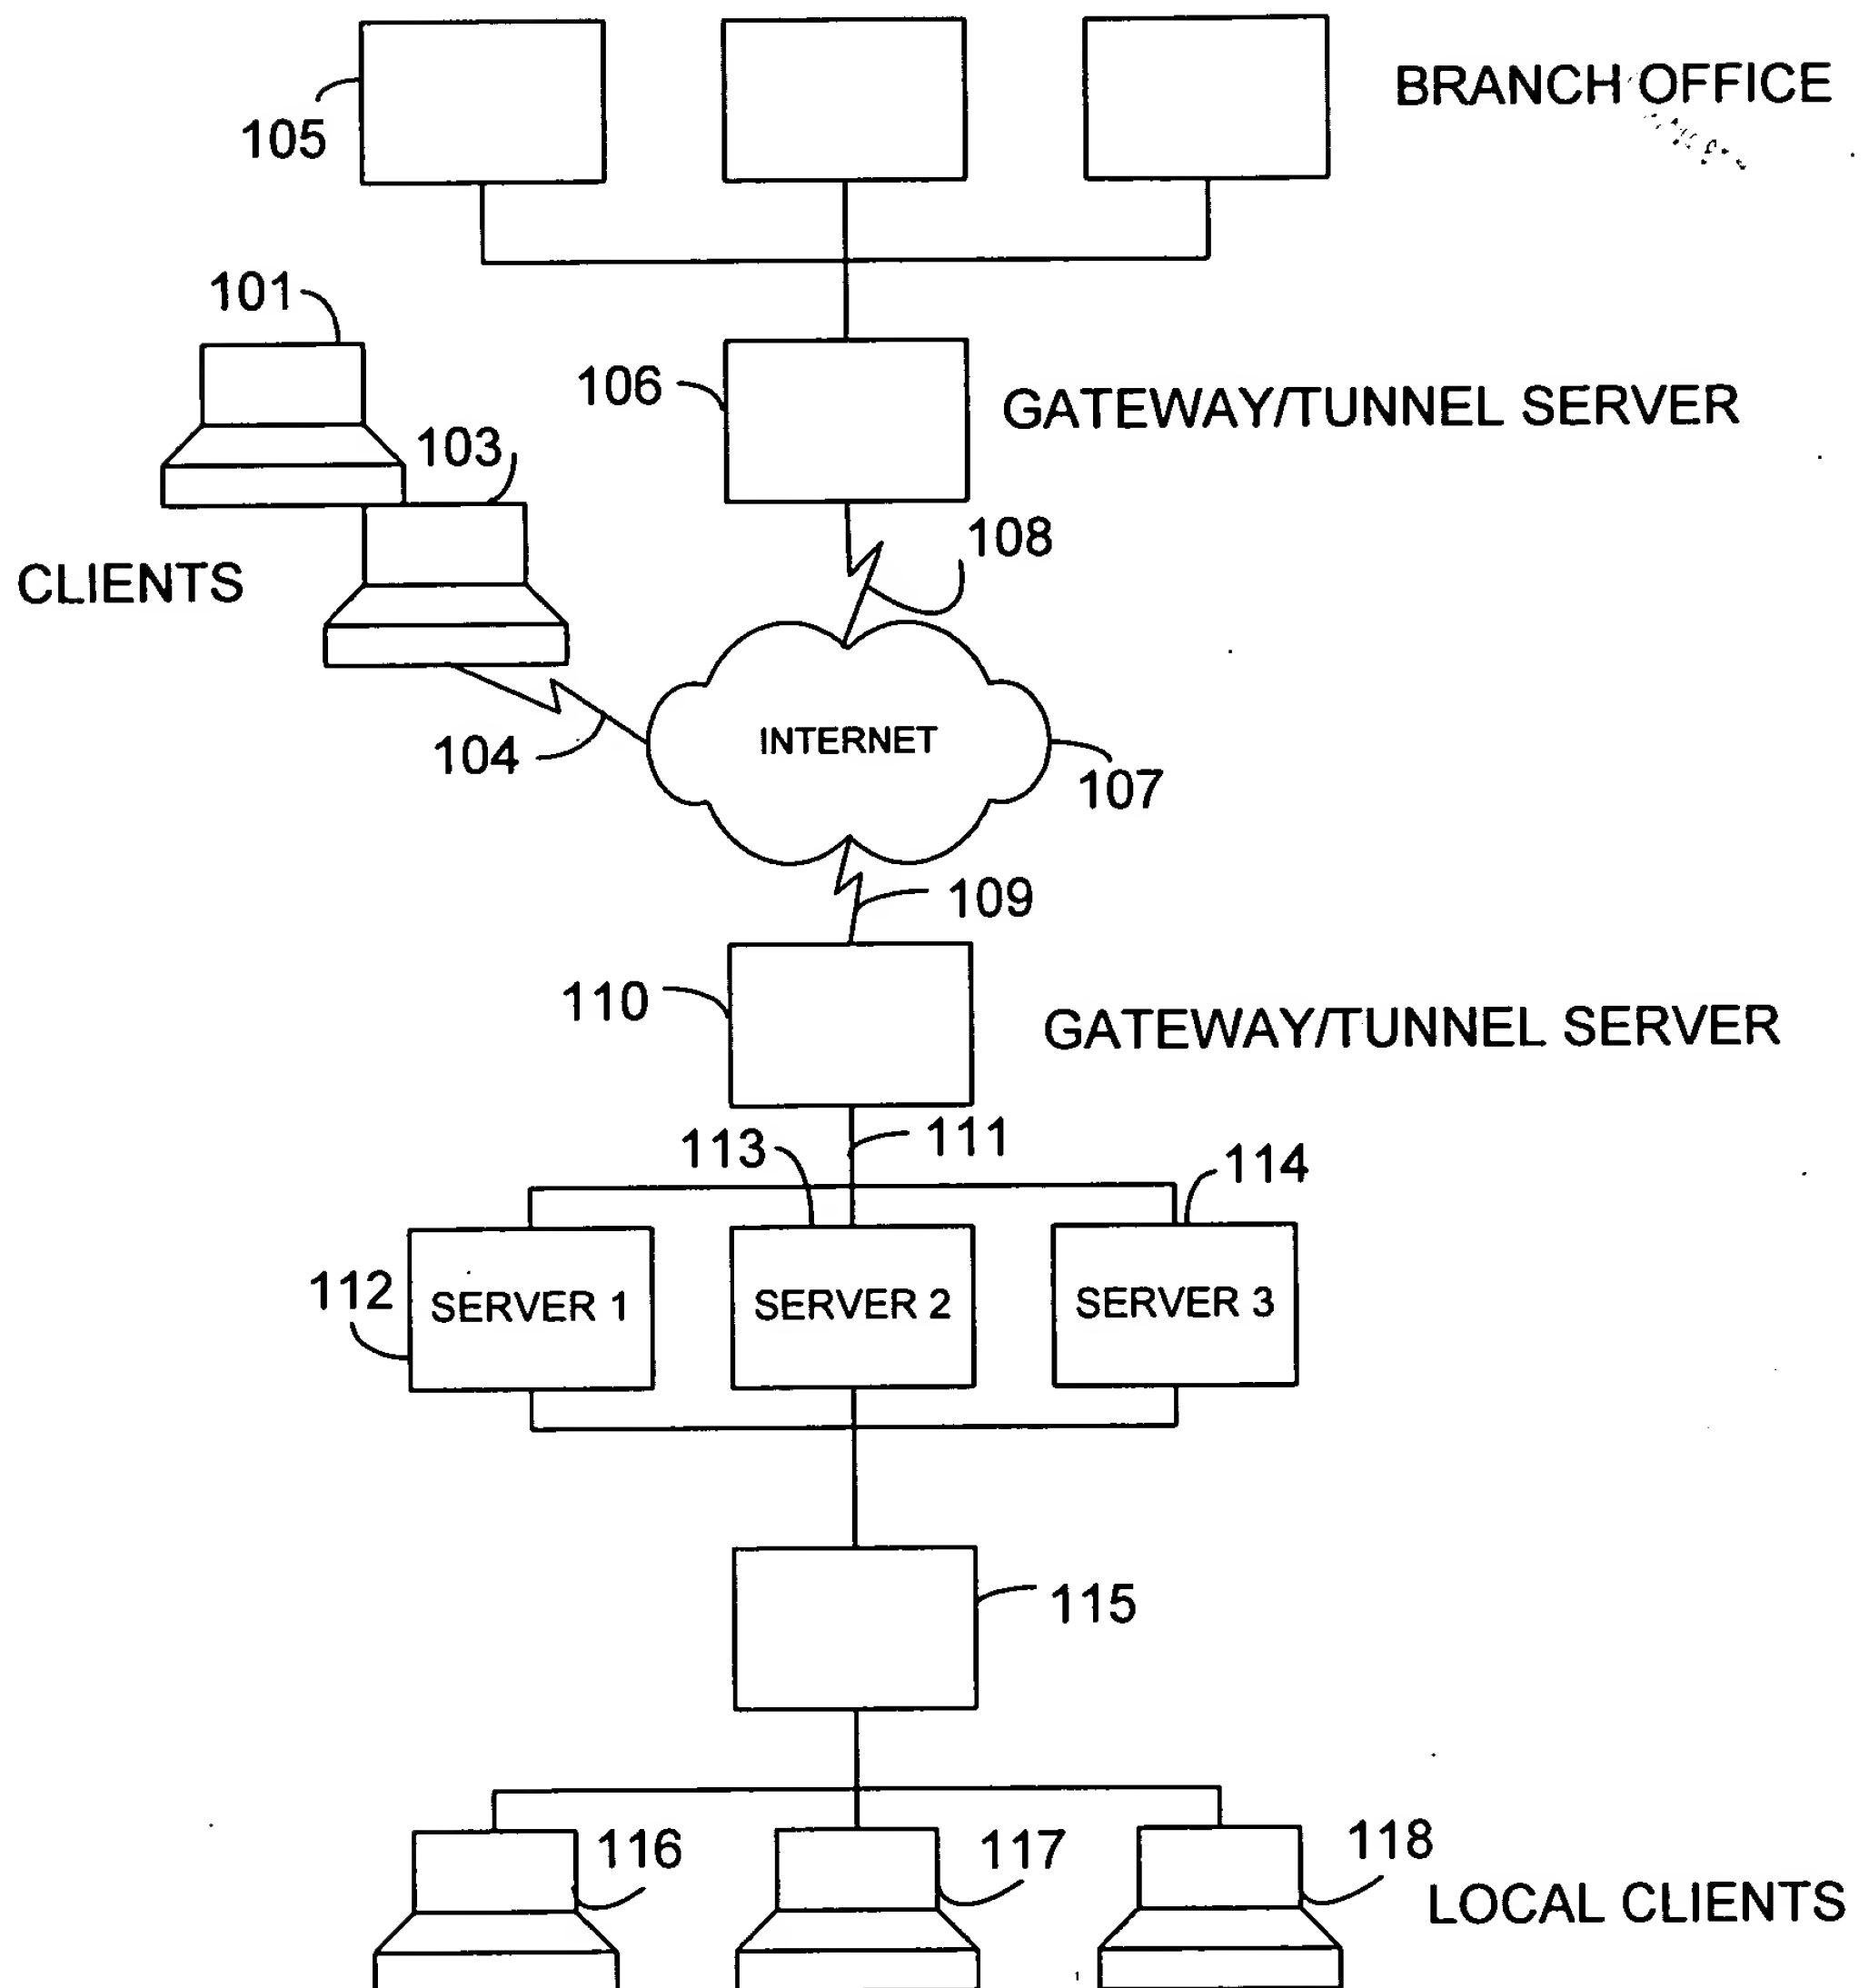 BRANCH OFFICE
105
101
106
GATEWAY/TUNNEL SERVER
103
108
CLIENTS
INTERNET
104
107
109
110
GATEWAY/TUNNEL SERVER
111
113
114
112
SERVER 1
SERVER 2
SERVER 3
115
116
117
118
LOCAL CLIENTS